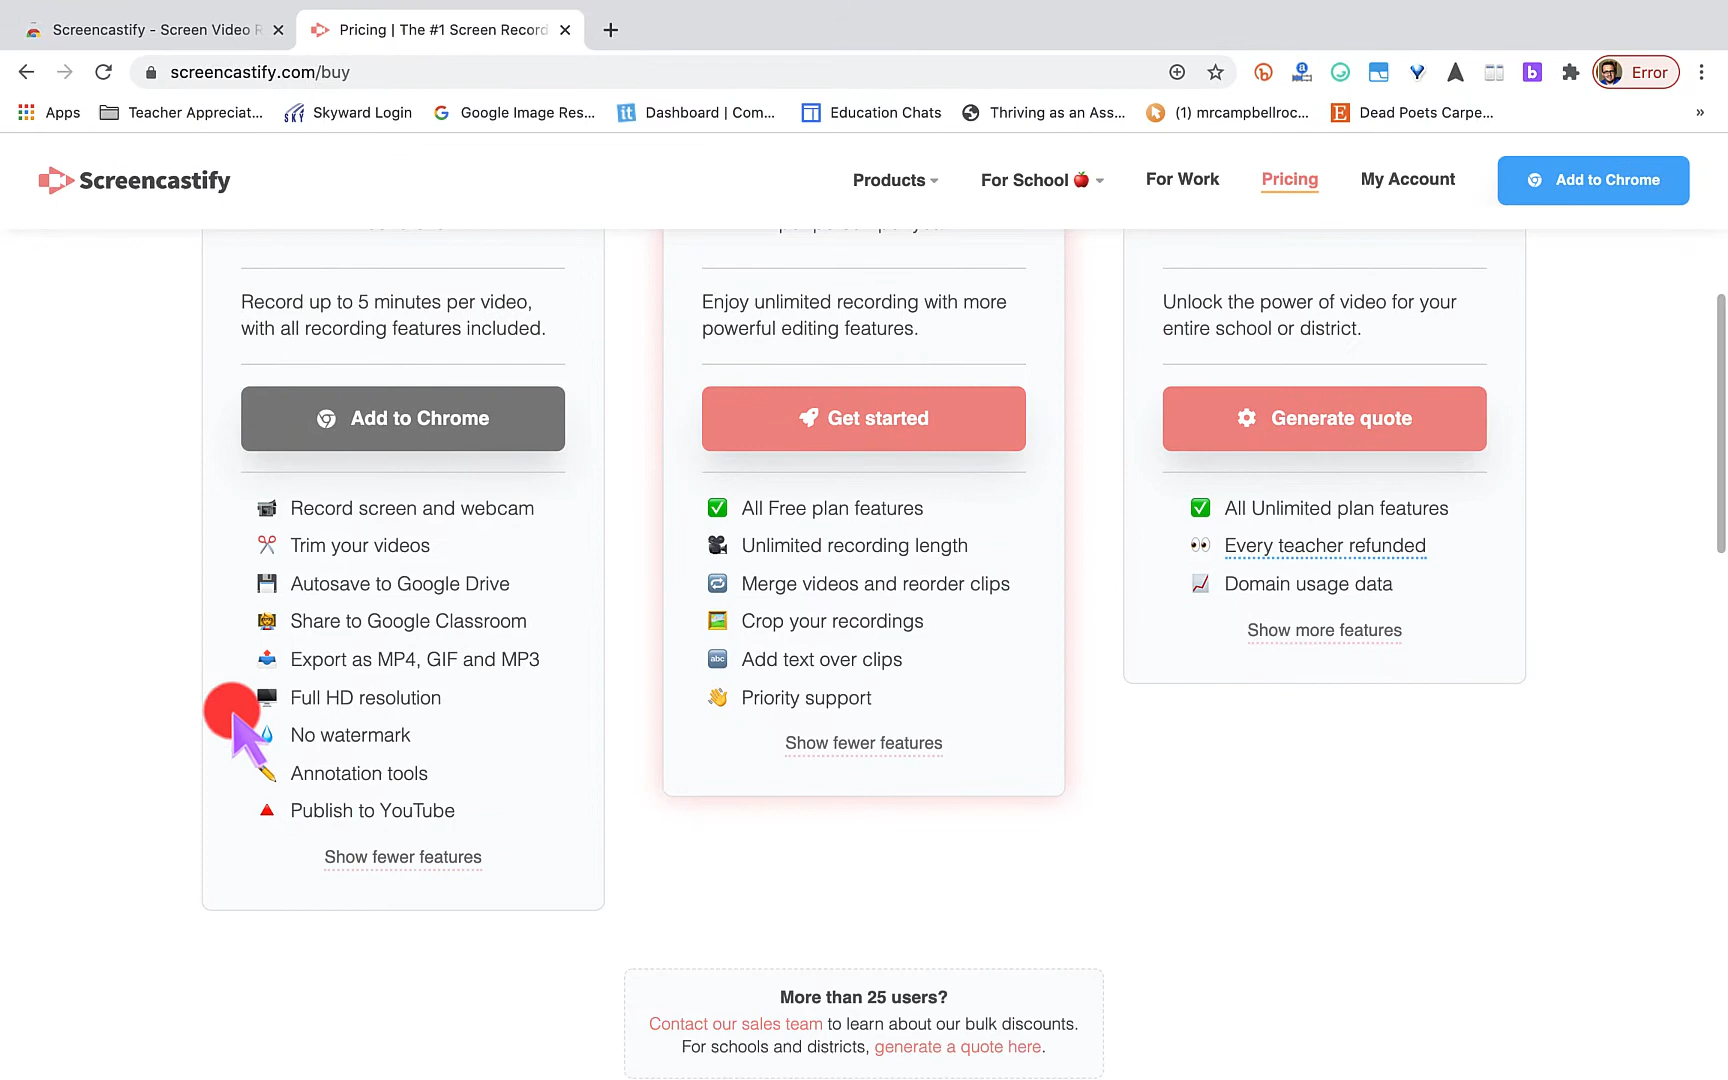 Screencastify - Screen Video R
Pricing | The #1 Screen Record
screencastify.com/buy
Error
Apps
Teacher Appreciat...
Skyward Login
Google Image Res...
Dashboard | Com...
Education Chats
Thriving as an Ass...
(1) mrcampbellroc...
Dead Poets Carpe...
»
Screencastify
Products
For School
For Work
Pricing
My Account
Add to Chrome
Record up to 5 minutes per video,
with all recording features included.
Add to Chrome
Record screen and webcam
Trim your videos
Autosave to Google Drive
Share to Google Classroom
Export as MP4, GIF and MP3
Full HD resolution
No watermark
Annotation tools
Publish to YouTube
Show fewer features
Enjoy unlimited recording with more
powerful editing features.
Get started
All Free plan features
Unlimited recording length
Merge videos and reorder clips
Crop your recordings
Add text over clips
Priority support
Show fewer features
Unlock the power of video for your
entire school or district.
Generate quote
All Unlimited plan features
Every teacher refunded
Domain usage data
Show more features
More than 25 users?
Contact our sales team to learn about our bulk discounts.
For schools and districts, generate a quote here.